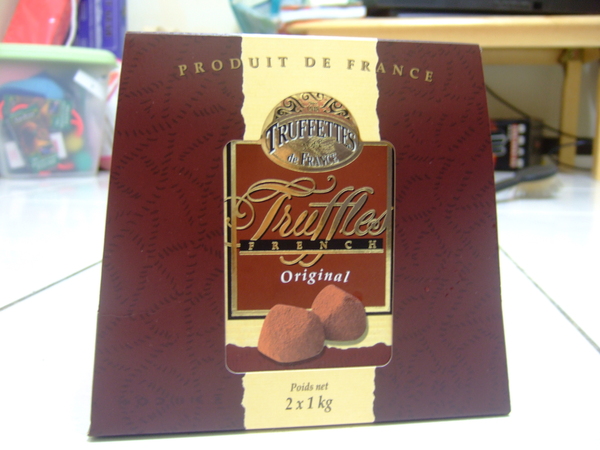 PRODUIT DE FRANCE
TRUFFETTES
de FRANCE
Truffles
FRENCH
Original
Poids net
2 x 1 kg